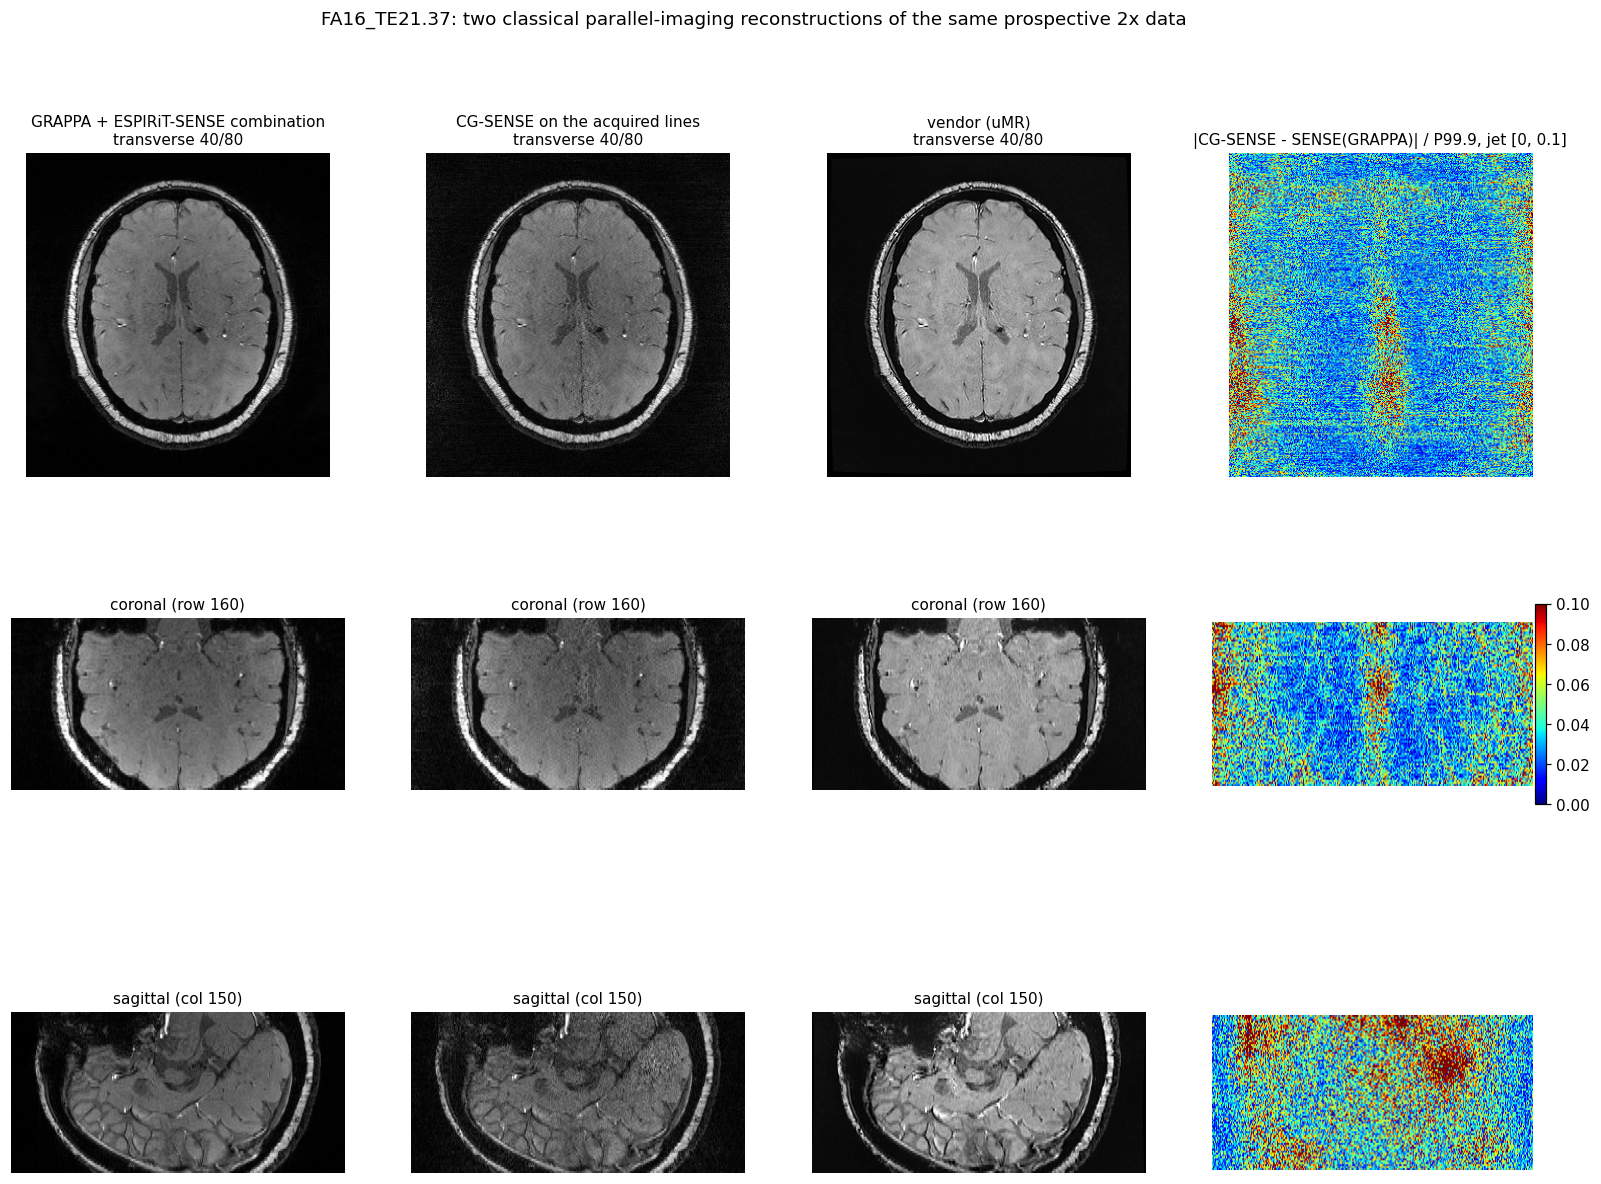 FA16_TE21.37: two classical parallel-imaging reconstructions of the same prospective 2x data
GRAPPA + ESPIRiT-SENSE combination
transverse 40/80
CG-SENSE on the acquired lines
transverse 40/80
vendor (uMR)
transverse 40/80
|CG-SENSE - SENSE(GRAPPA)| / P99.9, jet [0, 0.1]
coronal (row 160)
coronal (row 160)
coronal (row 160)
0.10
0.08
0.06
0.04
0.02
0.00
sagittal (col 150)
sagittal (col 150)
sagittal (col 150)